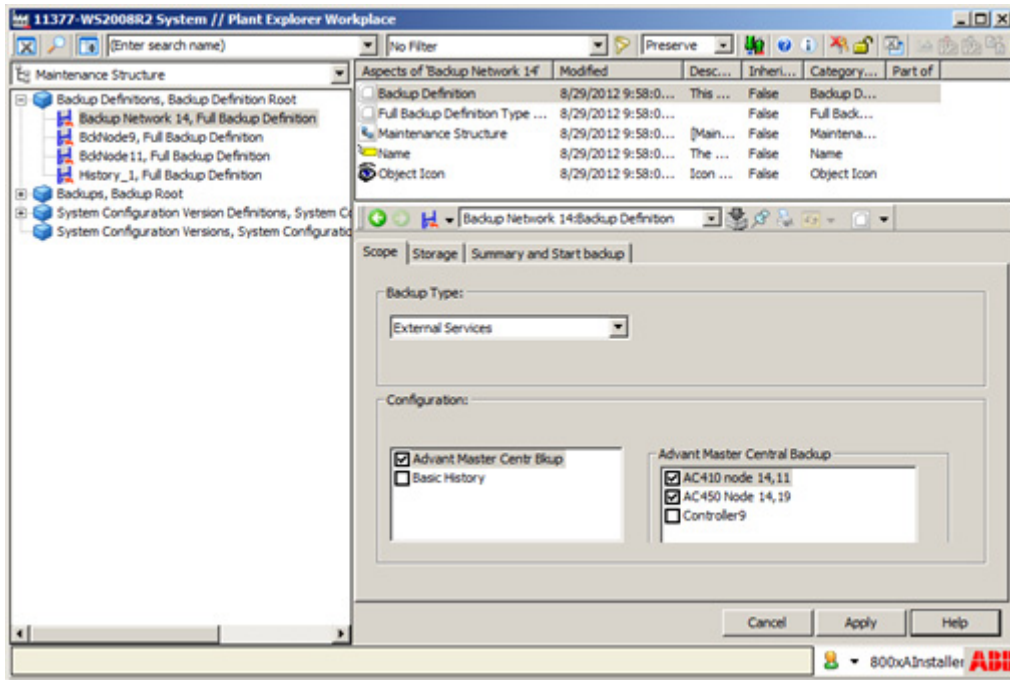 11377-WS2008R2 System // Plant Explorer Workplace
(Enter search name) No Filter Preserve
Maintenance Structure
Backup Definitions, Backup Definition Root
Backup Network 14, Full Backup Definition
BckNode9, Full Backup Definition
BckNode11, Full Backup Definition
History_1, Full Backup Definition
Backups, Backup Root
System Configuration Version Definitions, System Co
System Configuration Versions, System Configuratic
Aspects of 'Backup Network 14' Modified Desc... Inheri... Category... Part of
Backup Definition 8/29/2012 9:58:0... This ... False Backup D...
Full Backup Definition Type ... 8/29/2012 9:58:0... False Full Back...
Maintenance Structure 8/29/2012 9:58:0... [Main... False Maintena...
Name 8/29/2012 9:58:0... The ... False Name
Object Icon 8/29/2012 9:58:0... Icon ... False Object Icon
Backup Network 14:Backup Definition
Scope Storage Summary and Start backup
Backup Type:
External Services
Configuration:
Advant Master Centr Bkup
Basic History
Advant Master Central Backup
AC410 node 14,11
AC450 Node 14,19
Controller9
Cancel Apply Help
800xAInstaller ABB